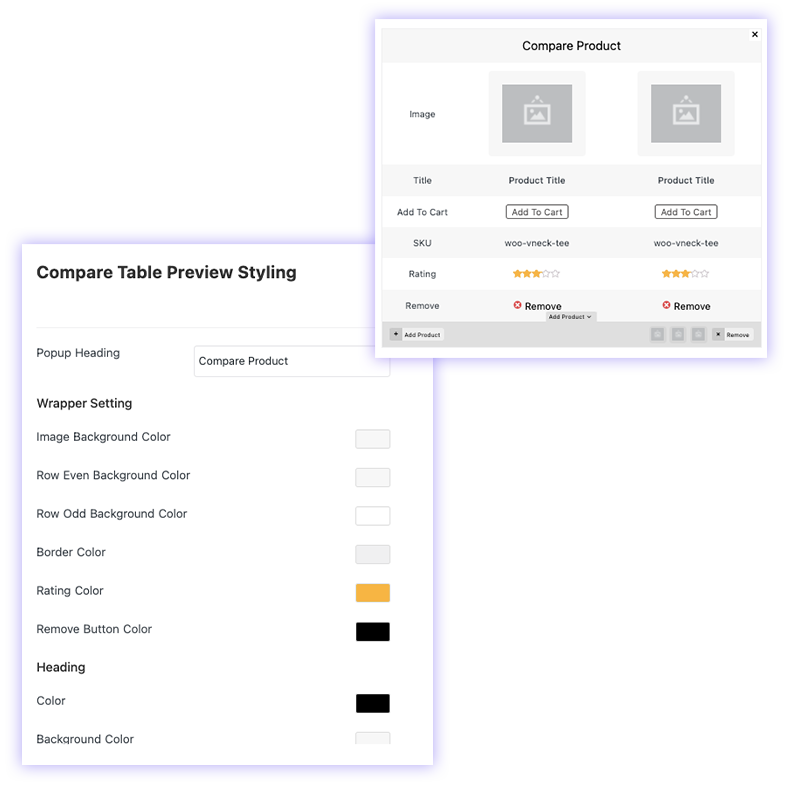 Compare Product
Image
Title Product Title Product Title
Add To Cart Add To Cart Add To Cart
SKU woo-vneck-tee woo-vneck-tee
Rating
Remove Remove Remove
Add Product
Add Product Remove
Compare Table Preview Styling
Popup Heading Compare Product
Wrapper Setting
Image Background Color
Row Even Background Color
Row Odd Background Color
Border Color
Rating Color
Remove Button Color
Heading
Color
Background Color